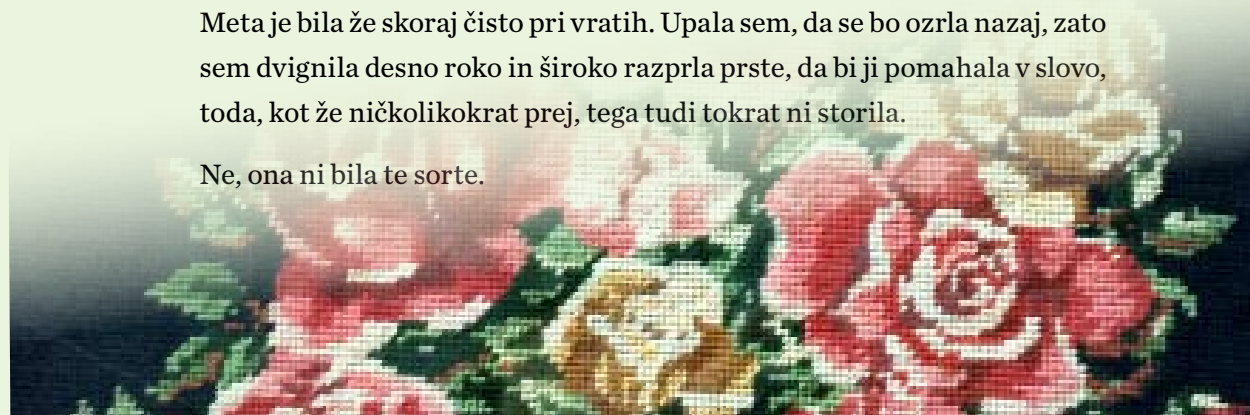 Meta je bila že skoraj čisto pri vratih. Upala sem, da se bo ozrla nazaj, zato
sem dvignila desno roko in široko razprla prste, da bi ji pomahala v slovo,
toda, kot že ničkolikokrat prej, tega tudi tokrat ni storila.
Ne, ona ni bila te sorte.